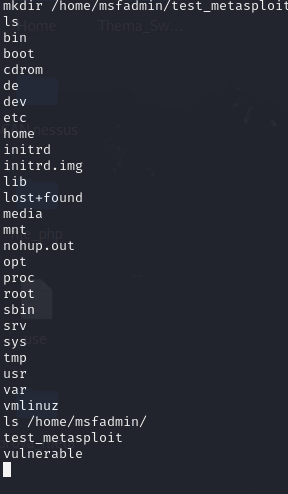 mkdir /home/msfadmin/test_metasploit
ls
bin
boot
cdrom
de
dev
etc
home
initrd
initrd.img
lib
lost+found
media
mnt
nohup.out
opt
proc
root
sbin
srv
sys
tmp
usr
var
vmlinuz
ls /home/msfadmin/
test_metasploit
vulnerable